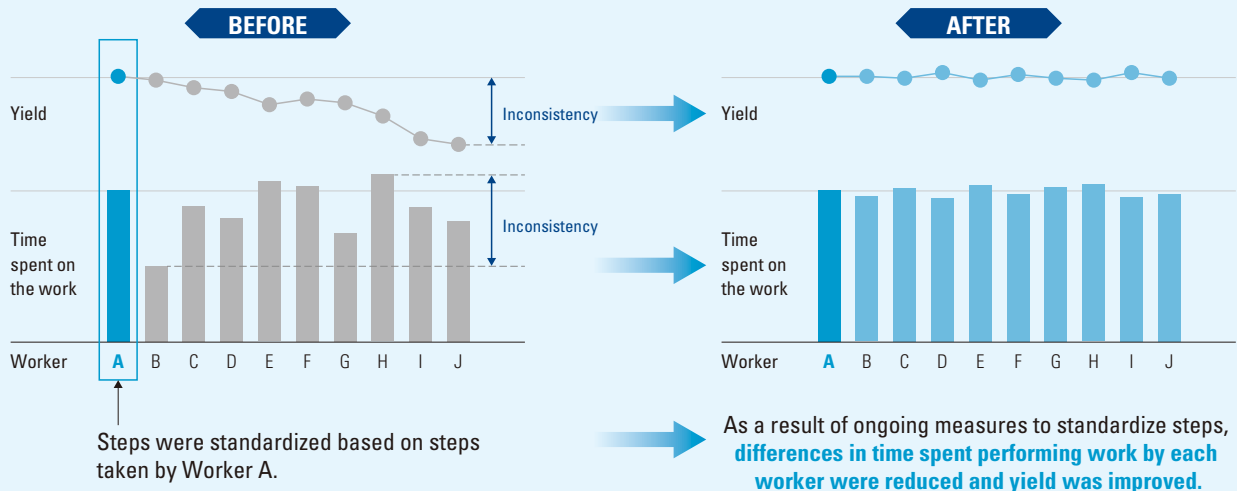 BEFORE
Yield
Inconsistency
Time
spent on
the work
Inconsistency
Worker A B C D E F G H I J
Steps were standardized based on steps
taken by Worker A.
AFTER
Yield
Time
spent on
the work
Worker A B C D E F G H I J
As a result of ongoing measures to standardize steps,
differences in time spent performing work by each
worker were reduced and yield was improved.